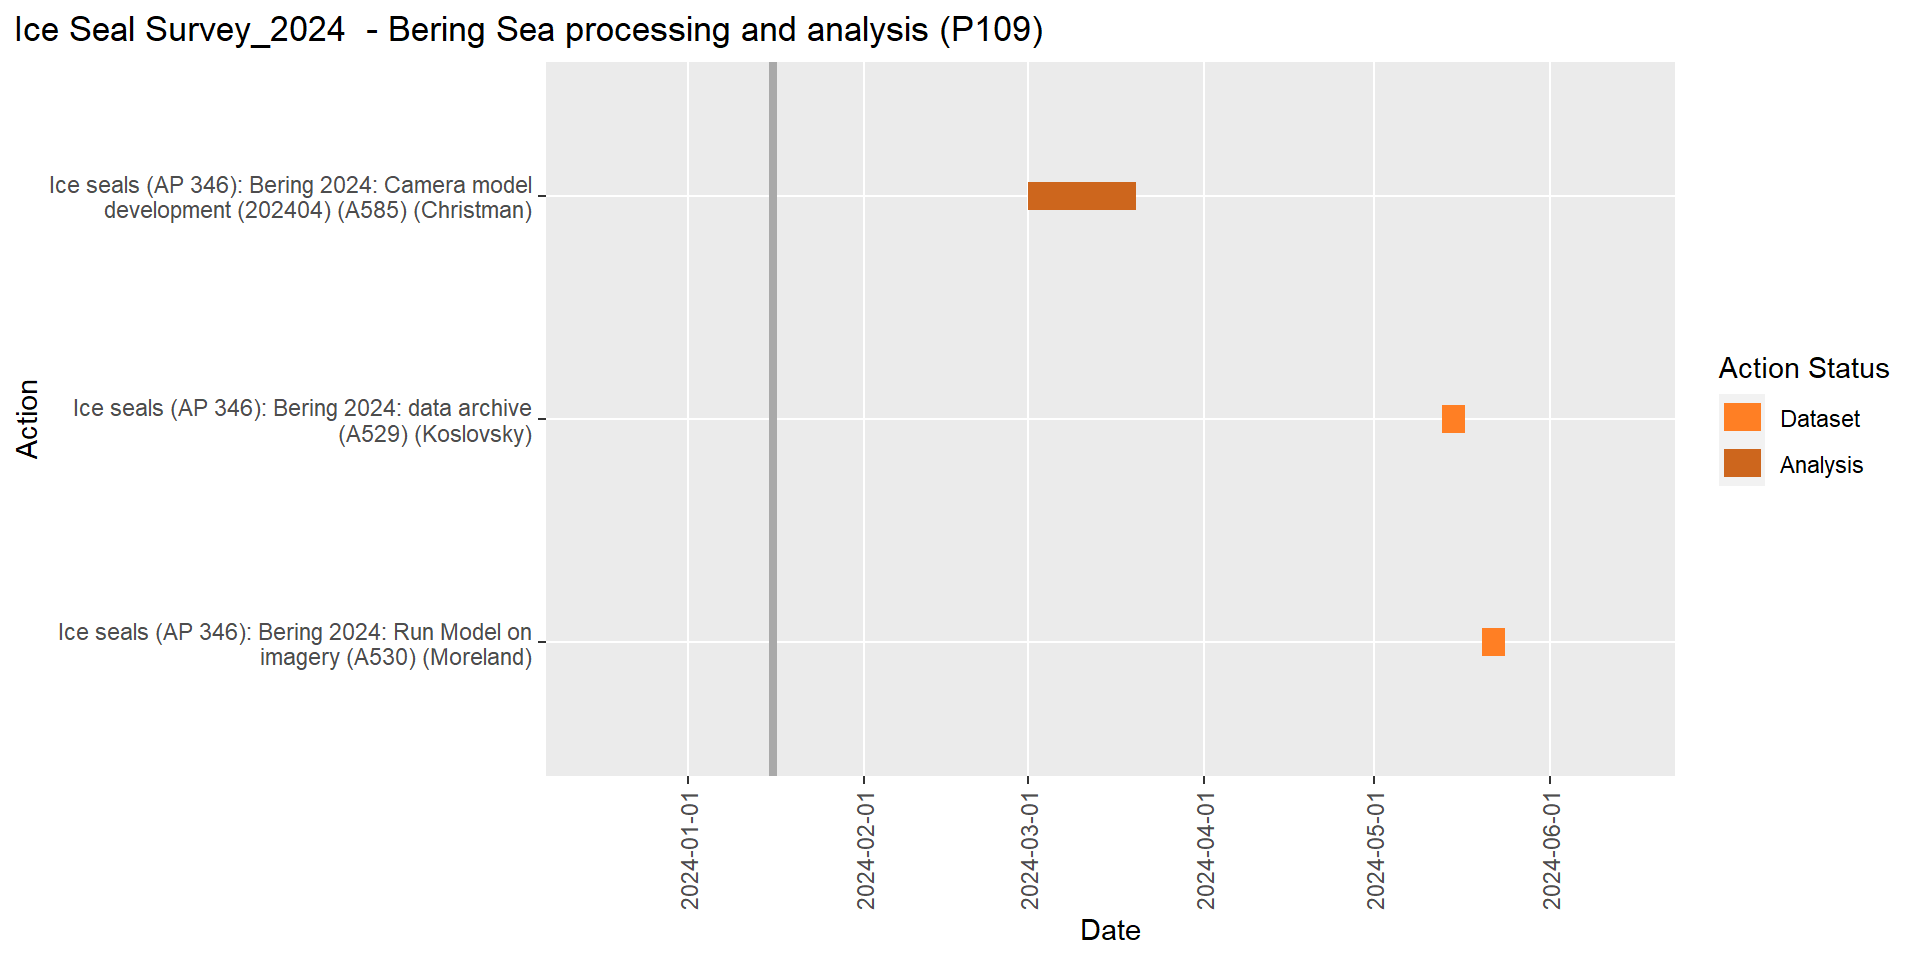 Ice Seal Survey_2024  - Bering Sea processing and analysis (P109)
Ice seals (AP 346): Bering 2024: Camera model
development (202404) (A585) (Christman)
Ice seals (AP 346): Bering 2024: data archive
(A529) (Koslovsky)
Ice seals (AP 346): Bering 2024: Run Model on
imagery (A530) (Moreland)
Action
2024-01-01
2024-02-01
2024-03-01
2024-04-01
2024-05-01
2024-06-01
Date
Action Status
Dataset
Analysis